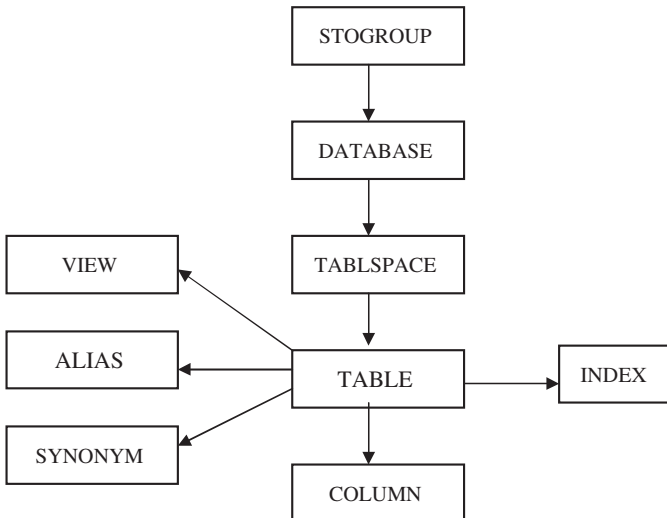 STOGROUP
DATABASE
TABLSPACE
VIEW
ALIAS
TABLE
INDEX
SYNONYM
COLUMN